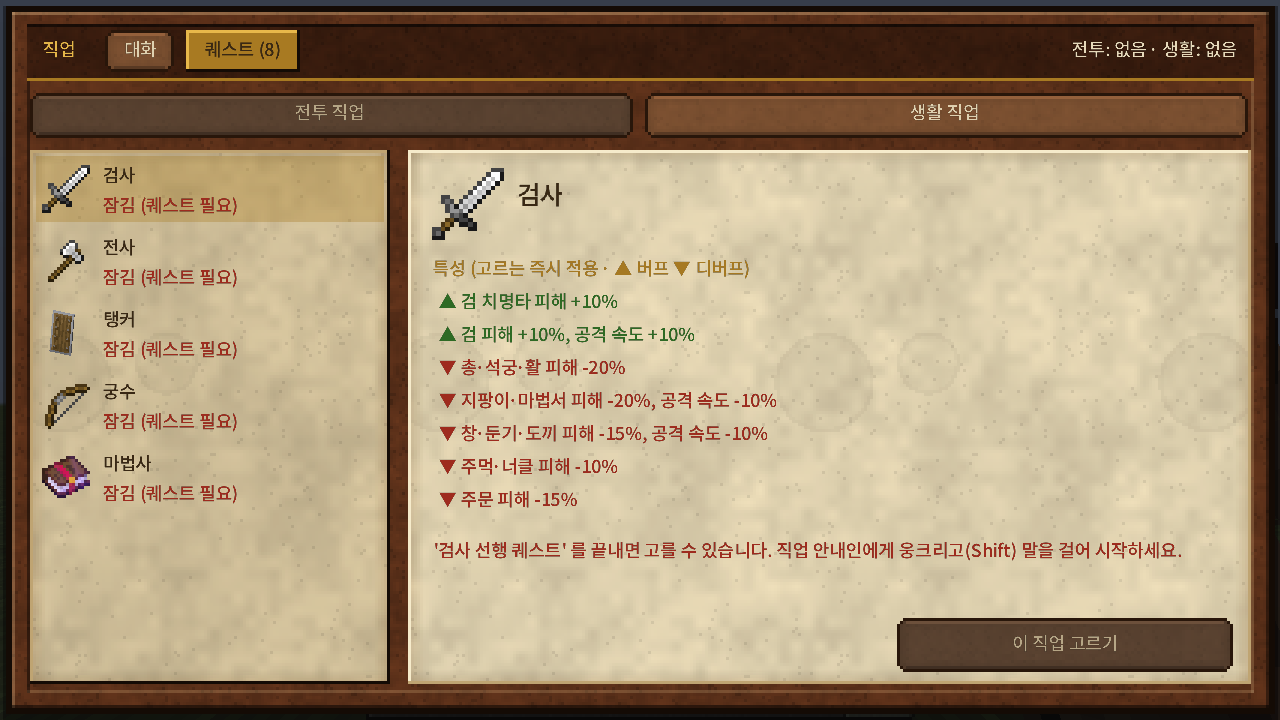 직업 대화 퀘스트 (8) 전투: 없음 · 생활: 없음
전투 직업 생활 직업
검사
잠김 (퀘스트 필요)
전사
잠김 (퀘스트 필요)
탱커
잠김 (퀘스트 필요)
궁수
잠김 (퀘스트 필요)
마법사
잠김 (퀘스트 필요)
검사
특성 (고르는 즉시 적용 · ▲ 버프 ▼ 디버프)
▲ 검 치명타 피해 +10%
▲ 검 피해 +10%, 공격 속도 +10%
▼ 총·석궁·활 피해 -20%
▼ 지팡이·마법서 피해 -20%, 공격 속도 -10%
▼ 창·둔기·도끼 피해 -15%, 공격 속도 -10%
▼ 주먹·너클 피해 -10%
▼ 주문 피해 -15%
'검사 선행 퀘스트' 를 끝내면 고를 수 있습니다. 직업 안내인에게 웅크리고(Shift) 말을 걸어 시작하세요.
이 직업 고르기